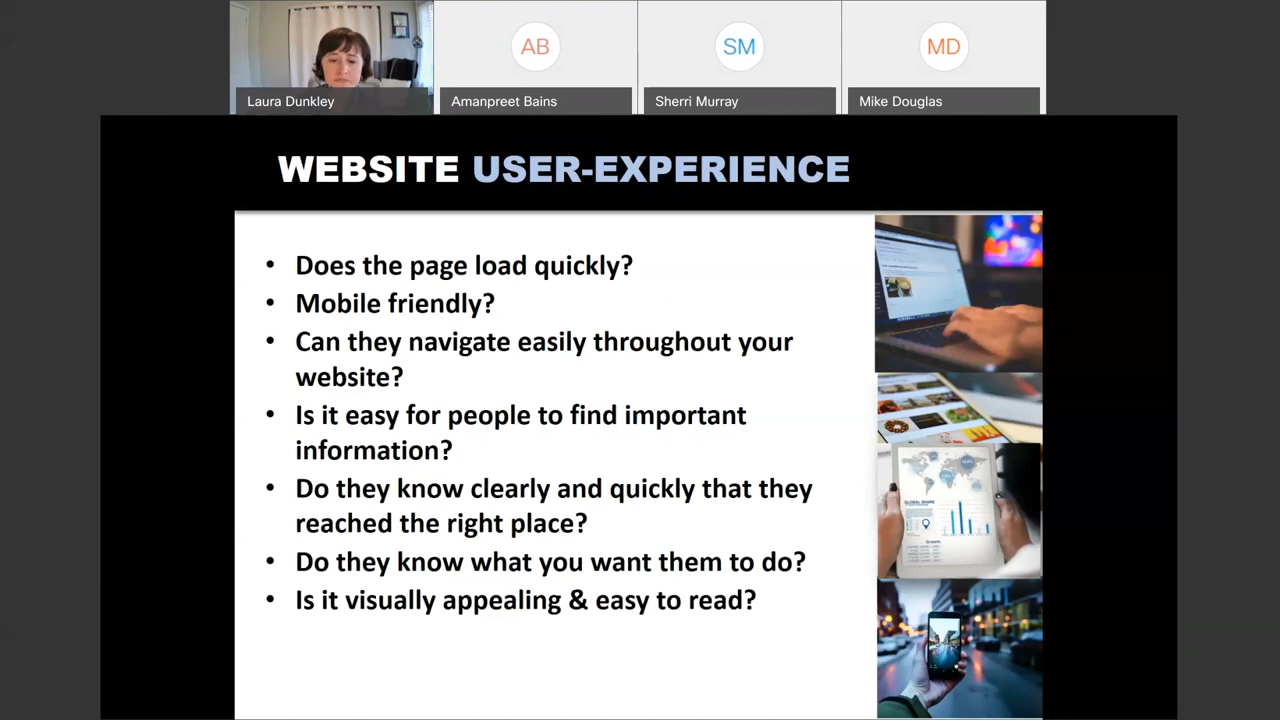 AB
SM
MD
Laura Dunkley
Amanpreet Bains
Sherri Murray
Mike Douglas
WEBSITE USER-EXPERIENCE
• Does the page load quickly?
• Mobile friendly?
• Can they navigate easily throughout your
website?
• Is it easy for people to find important
information?
• Do they know clearly and quickly that they
reached the right place?
• Do they know what you want them to do?
• Is it visually appealing & easy to read?
GLOBAL SHARE
Growth